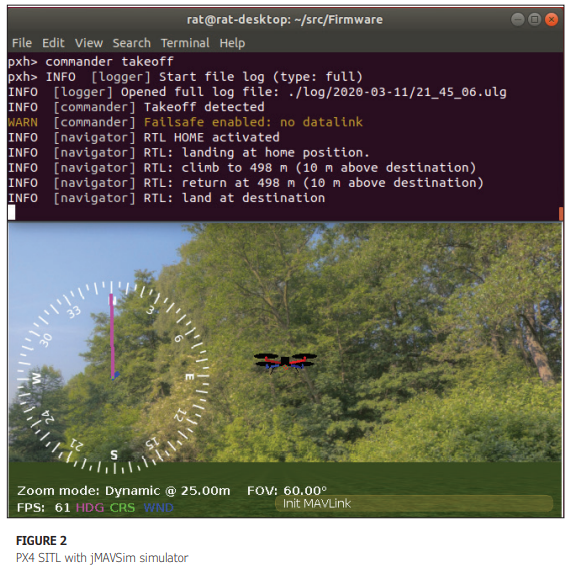 rat@rat-desktop: ~/src/Firmware
File Edit View Search Terminal Help
pxh> commander takeoff
pxh> INFO [logger] Start file log (type: full)
INFO [logger] Opened full log file: ./log/2020-03-11/21_45_06.ulg
INFO [commander] Takeoff detected
WARN [commander] Failsafe enabled: no datalink
INFO [navigator] RTL HOME activated
INFO [navigator] RTL: landing at home position.
INFO [navigator] RTL: climb to 498 m (10 m above destination)
INFO [navigator] RTL: return at 498 m (10 m above destination)
INFO [navigator] RTL: land at destination
33 3
30 6
W E
24 12
21 15
S
Zoom mode: Dynamic @ 25.00m FOV: 60.00°
FPS: 61 HDG CRS WND
Init MAVLink
FIGURE 2
PX4 SITL with jMAVSim simulator